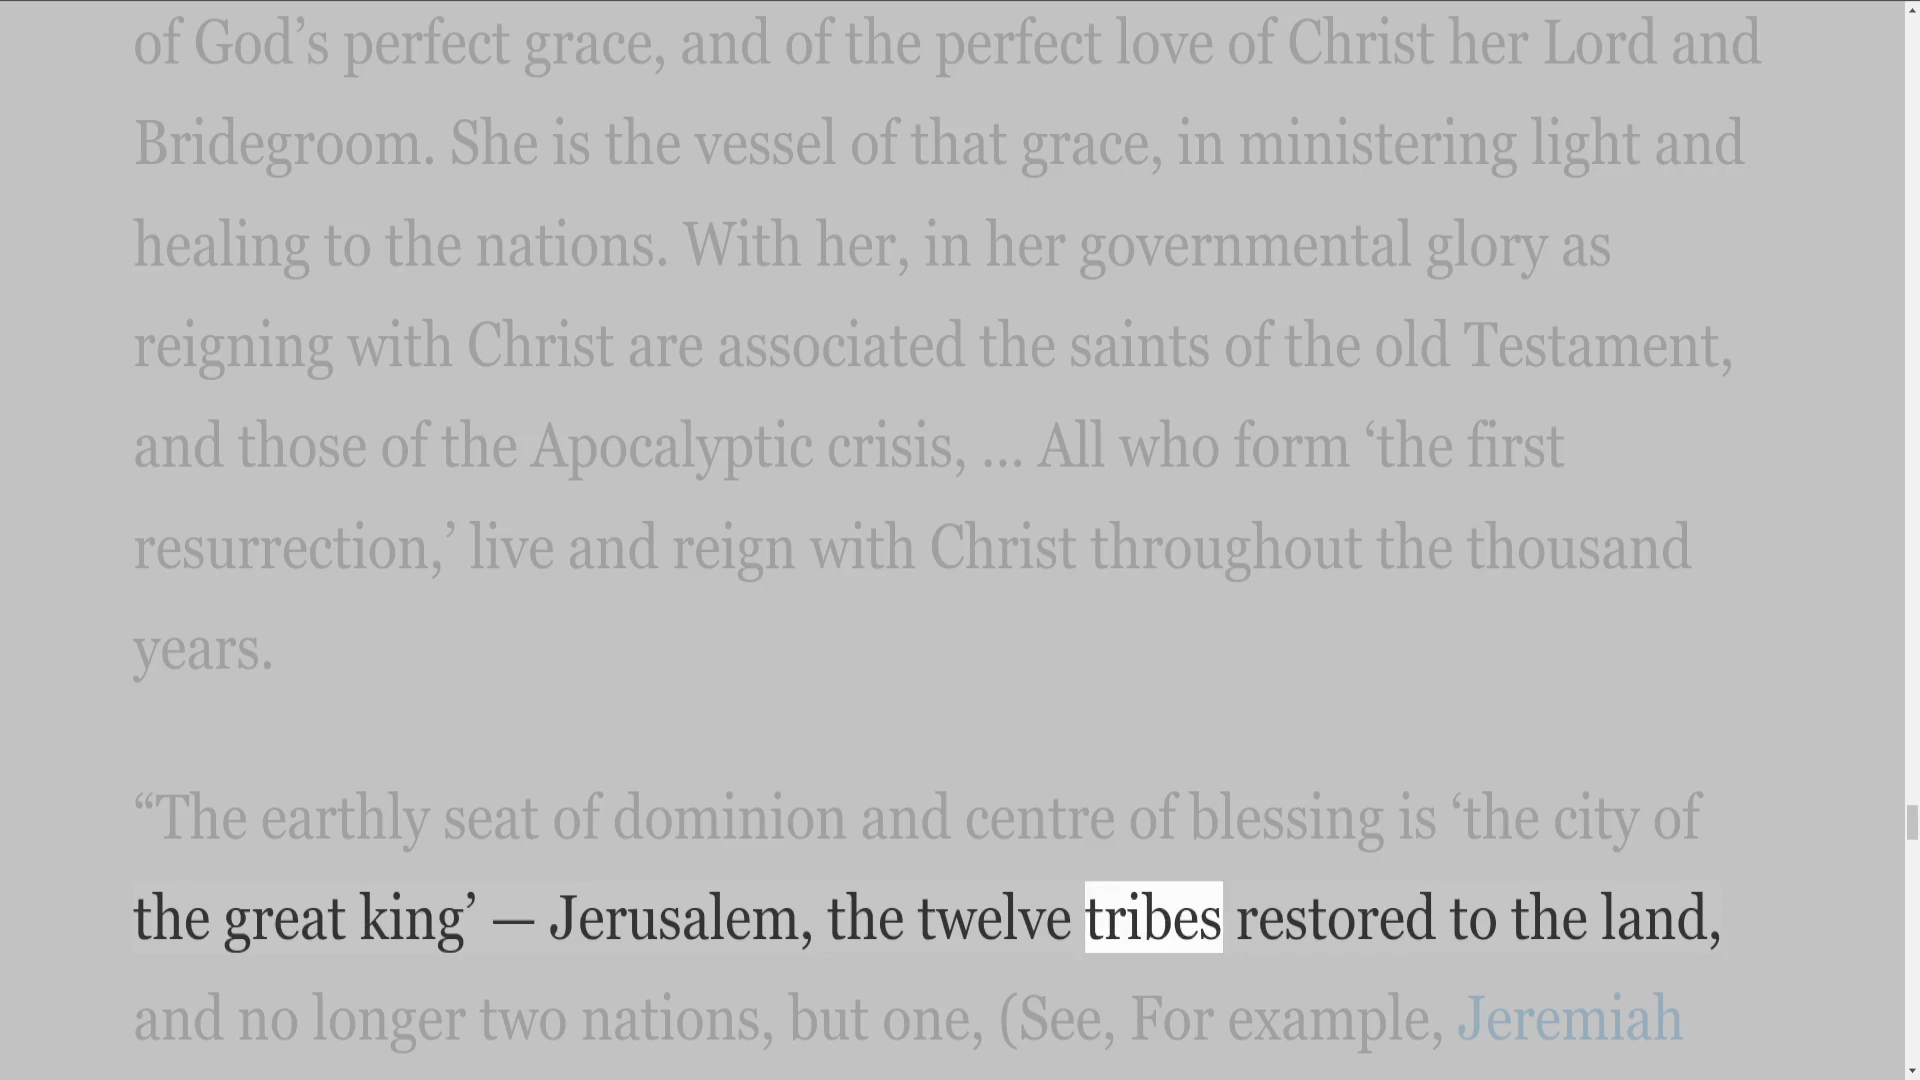 of God’s perfect grace, and of the perfect love of Christ her Lord and
Bridegroom. She is the vessel of that grace, in ministering light and
healing to the nations. With her, in her governmental glory as
reigning with Christ are associated the saints of the old Testament,
and those of the Apocalyptic crisis, ... All who form ‘the first
resurrection,’ live and reign with Christ throughout the thousand
years.
“The earthly seat of dominion and centre of blessing is ‘the city of
the great king’ — Jerusalem, the twelve tribes restored to the land,
and no longer two nations, but one, (See, For example, Jeremiah